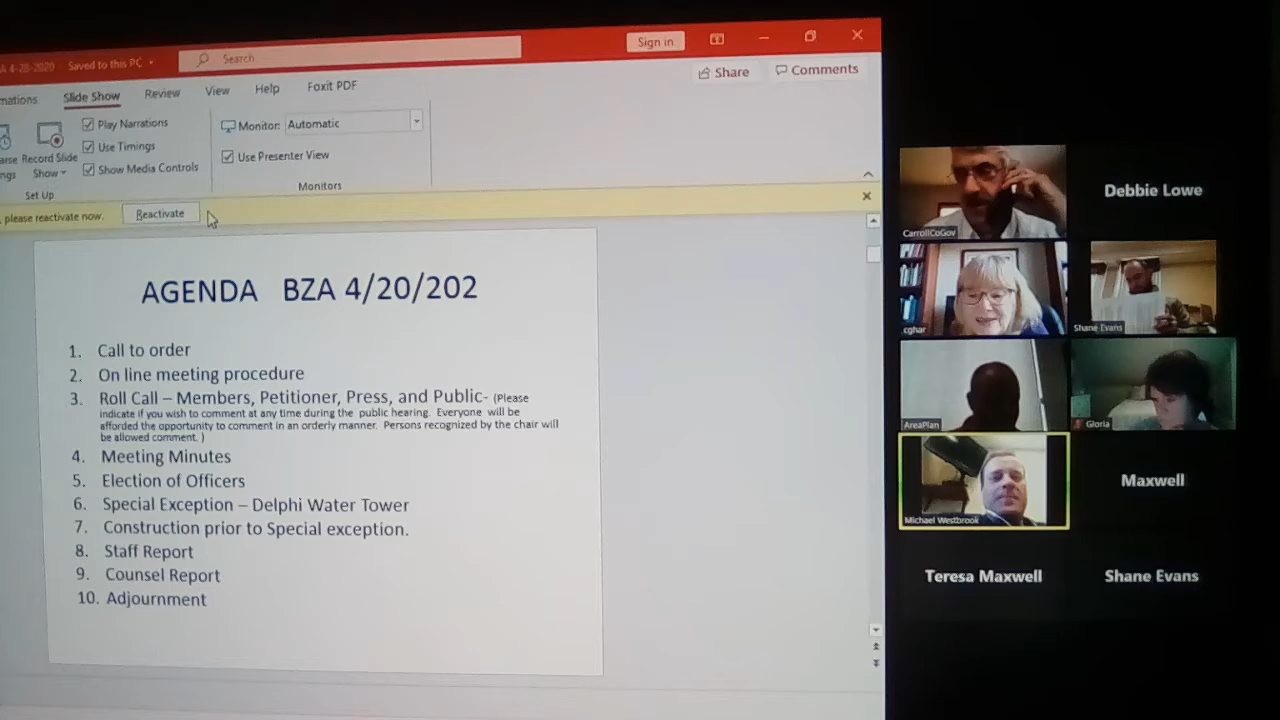 A 4-28-2020 - Saved to this PC
Search
Sign in
mations
Slide Show
Review
View
Help
Foxit PDF
Share
Comments
Record Slide
Show
Set Up
Play Narrations
Use Timings
Show Media Controls
Monitor: Automatic
Use Presenter View
Monitors
please reactivate now.
Reactivate
AGENDA BZA 4/20/202
1. Call to order
2. On line meeting procedure
3. Roll Call – Members, Petitioner, Press, and Public- (Please
indicate if you wish to comment at any time during the public hearing. Everyone will be
afforded the opportunity to comment in an orderly manner. Persons recognized by the chair will
be allowed comment. )
4. Meeting Minutes
5. Election of Officers
6. Special Exception – Delphi Water Tower
7. Construction prior to Special exception.
8. Staff Report
9. Counsel Report
10. Adjournment
CarrollCoGov
Debbie Lowe
cghar
Shane Evans
AreaPlan
Gloria
Michael Westbrook
Maxwell
Teresa Maxwell
Shane Evans